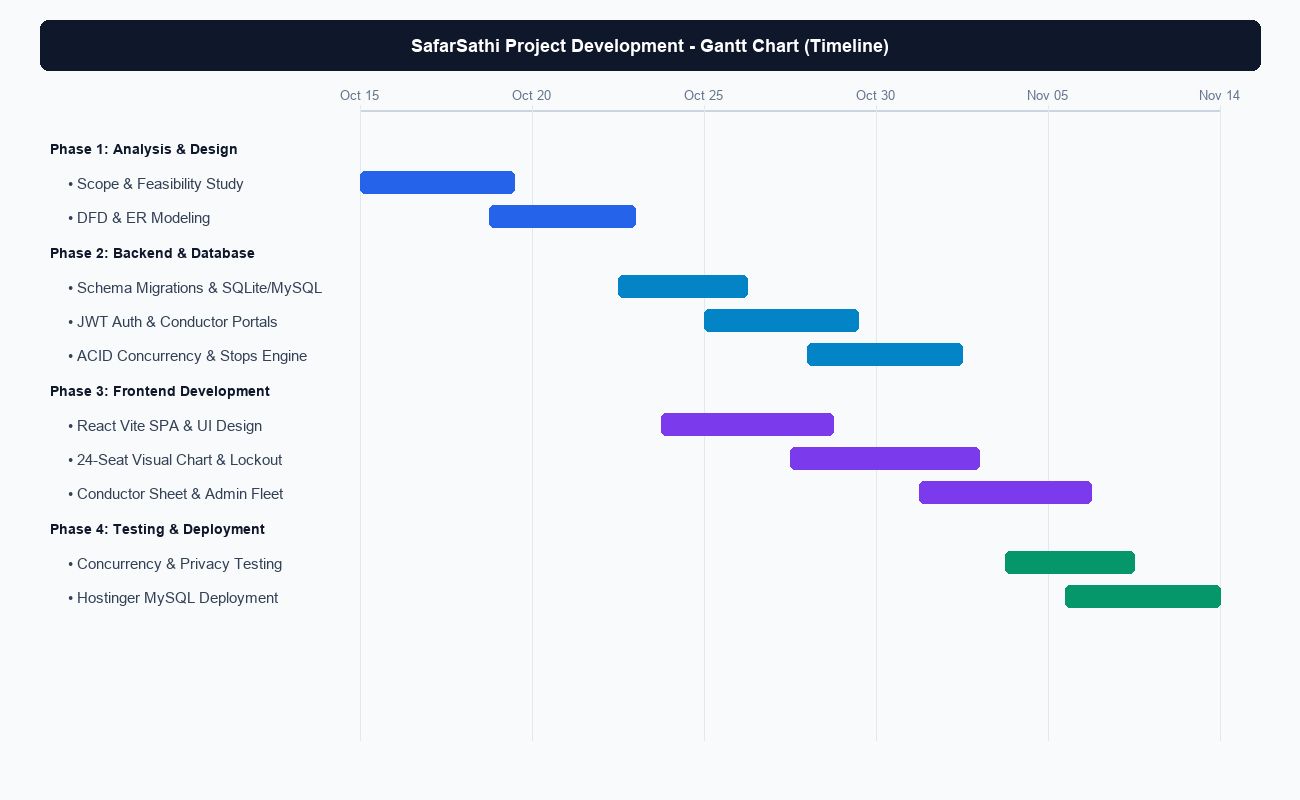 SafarSathi Project Development - Gantt Chart (Timeline)
Oct 15 Oct 20 Oct 25 Oct 30 Nov 05 Nov 14
Phase 1: Analysis & Design
• Scope & Feasibility Study
• DFD & ER Modeling
Phase 2: Backend & Database
• Schema Migrations & SQLite/MySQL
• JWT Auth & Conductor Portals
• ACID Concurrency & Stops Engine
Phase 3: Frontend Development
• React Vite SPA & UI Design
• 24-Seat Visual Chart & Lockout
• Conductor Sheet & Admin Fleet
Phase 4: Testing & Deployment
• Concurrency & Privacy Testing
• Hostinger MySQL Deployment